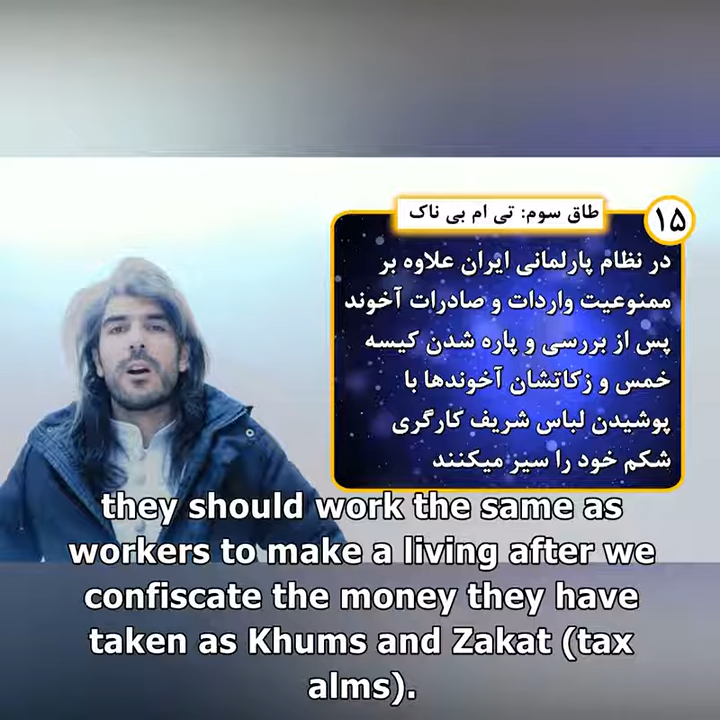 طاق سوم: تی ام بی ناک
۱۵
در نظام پارلمانی ایران علاوه بر
ممنوعیت واردات و صادرات آخوند
پس از بررسی و پاره شدن کیسه
خمس و زکاتشان آخوندها با
پوشیدن لباس شریف کارگری
شکم خود را سیر میکنند
they should work the same as
workers to make a living after we
confiscate the money they have
taken as Khums and Zakat (tax
alms).